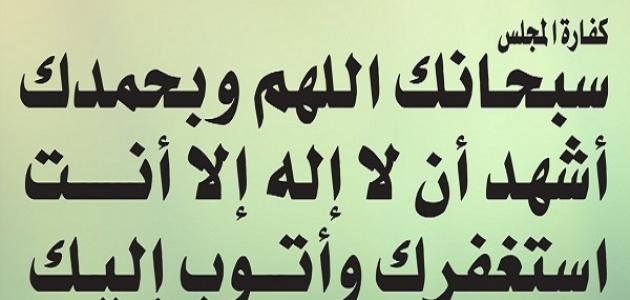 كفارة المجلس
سبحانك اللهم وبحمدك
أشهد أن لا إله إلا أنت
استغفرك وأتوب إليك